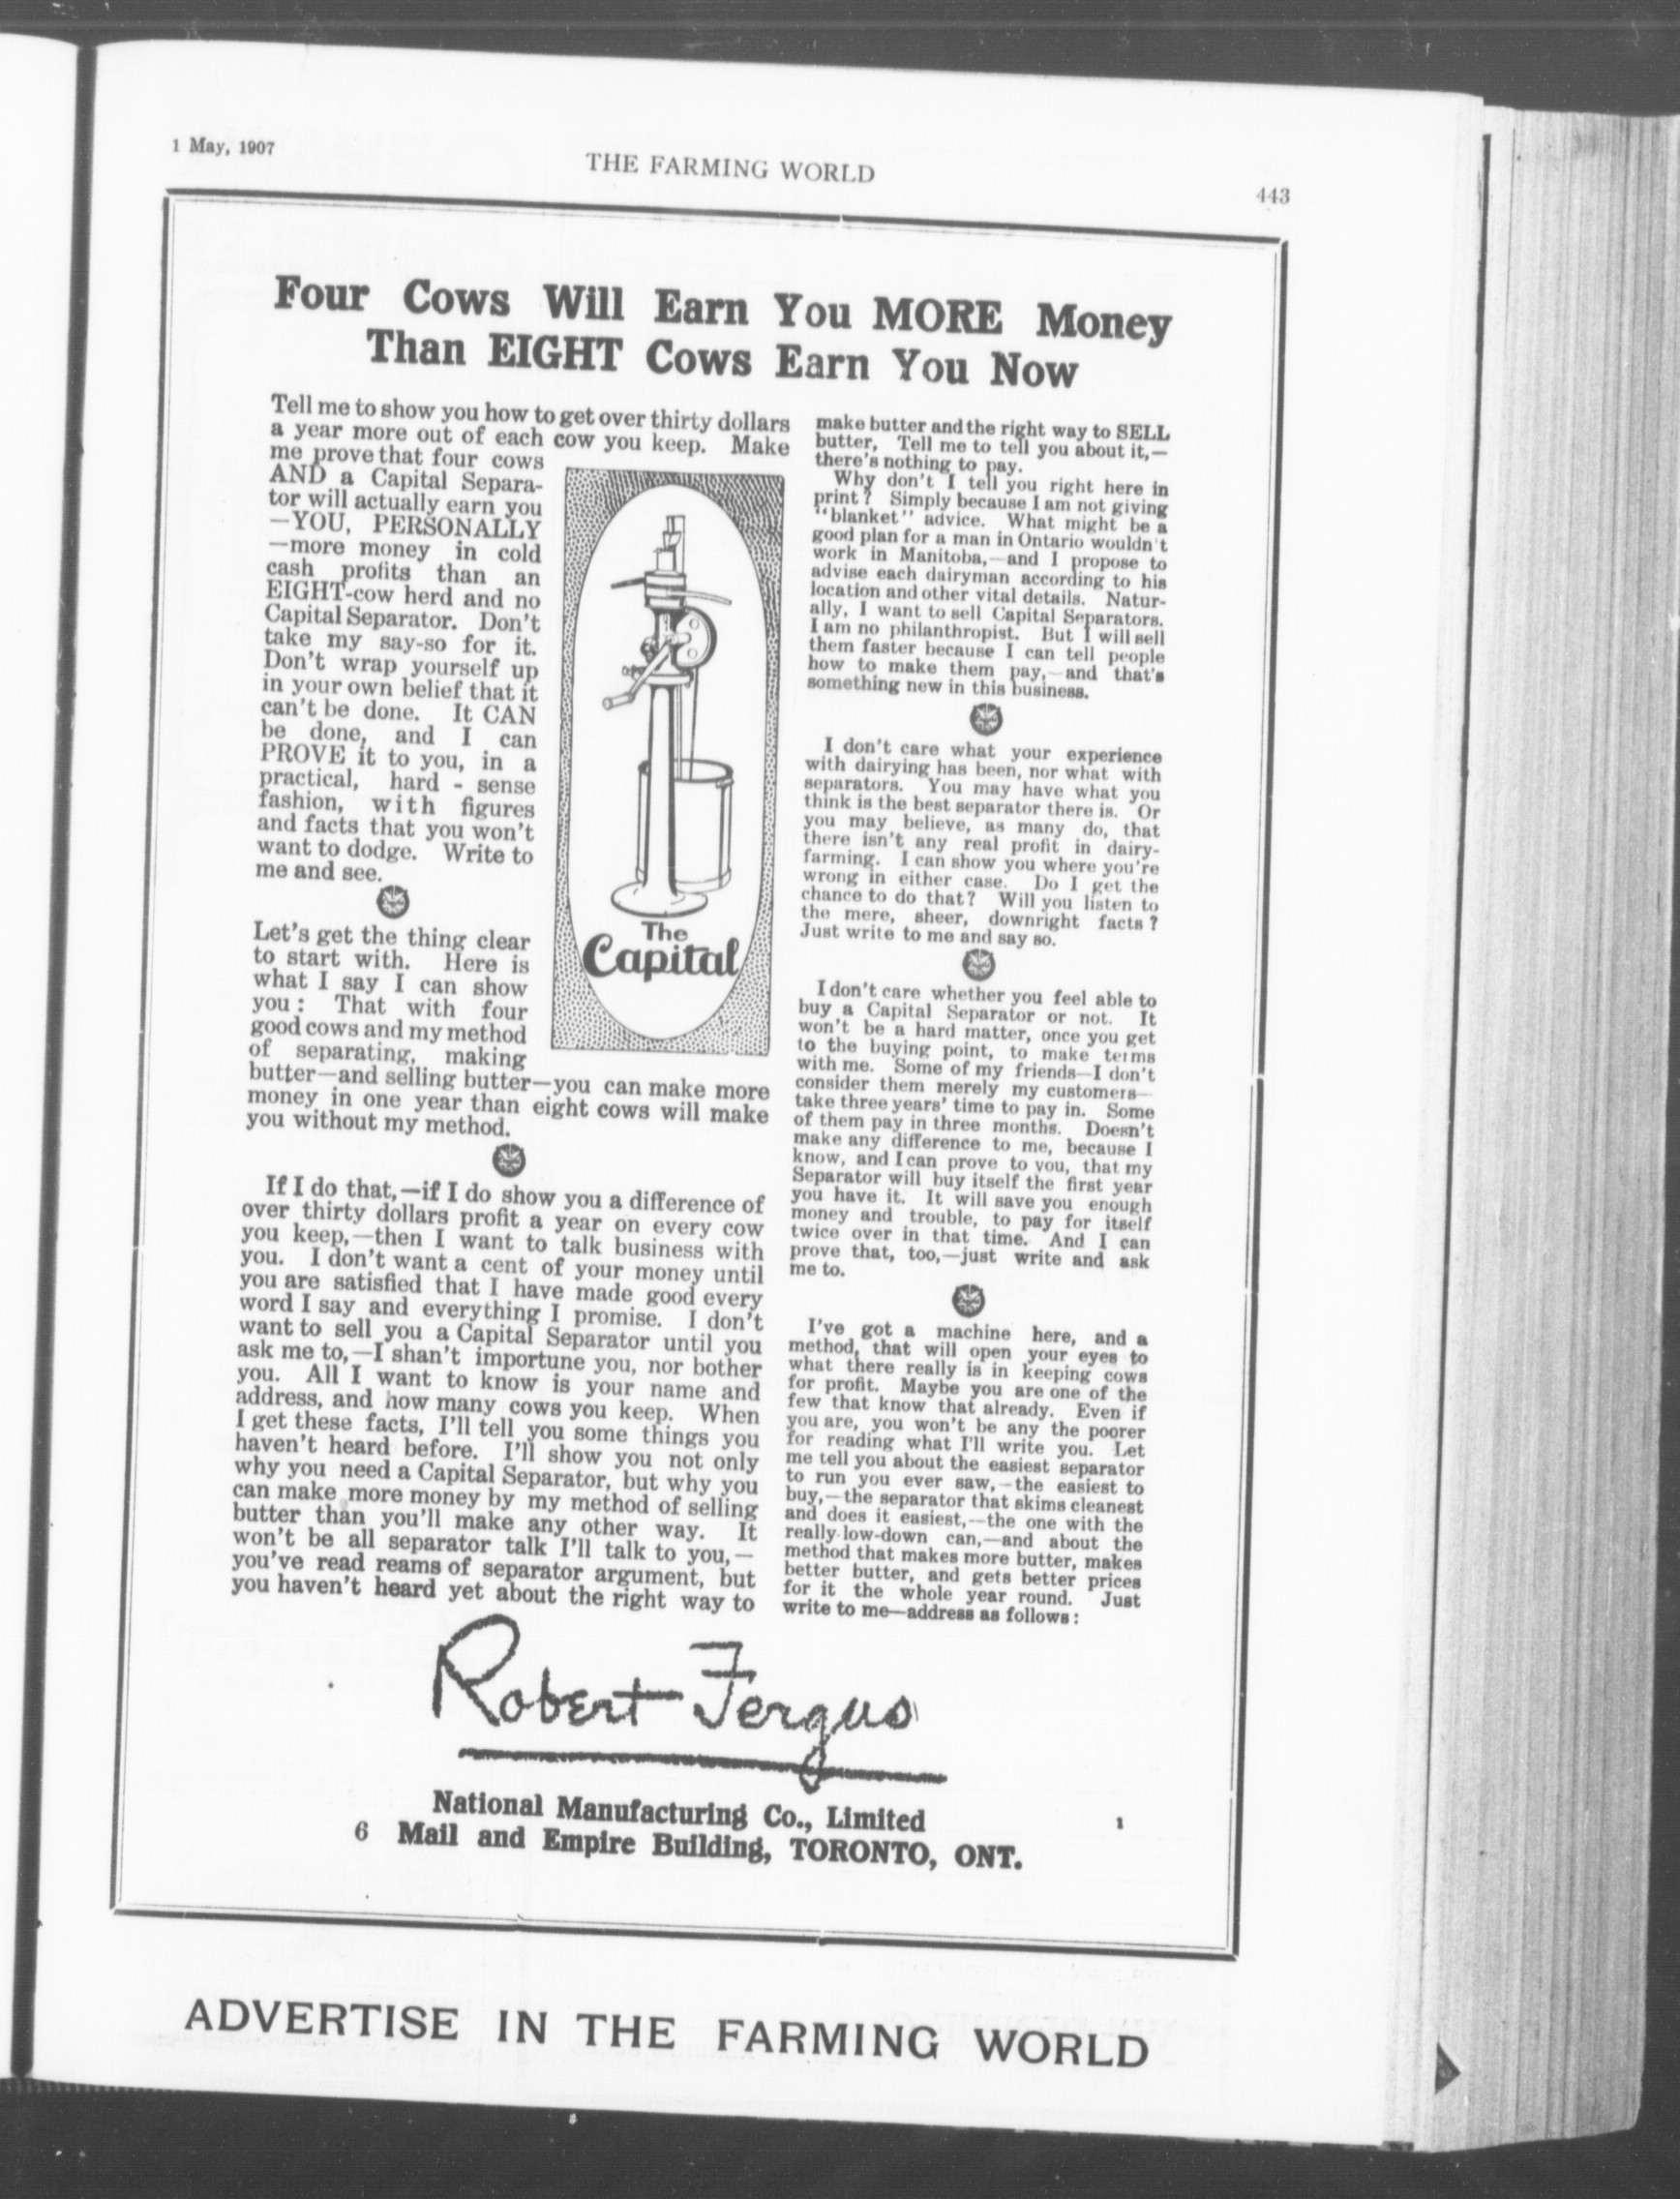 1 May, 1907
THE FARMING WORLD
443
Four Cows Will Earn You MORE Money
Than EIGHT Cows Earn You Now
Tell me to show you how to get over thirty dollars
a year more out of each cow you keep. Make
me prove that four cows
AND a Capital Separa-
tor will actually earn you
—YOU, PERSONALLY
—more money in cold
cash profits than an
EIGHT-cow herd and no
Capital Separator. Don't
take my say-so for it.
Don't wrap yourself up
in your own belief that it
can't be done. It CAN
be done, and I can
PROVE it to you, in a
practical, hard - sense
fashion, with figures
and facts that you won't
want to dodge. Write to
me and see.
The
Capital
Let's get the thing clear
to start with. Here is
what I say I can show
you : That with four
good cows and my method
of separating, making
butter—and selling butter—you can make more
money in one year than eight cows will make
you without my method.
If I do that,—if I do show you a difference of
over thirty dollars profit a year on every cow
you keep,—then I want to talk business with
you. I don't want a cent of your money until
you are satisfied that I have made good every
word I say and everything I promise. I don't
want to sell you a Capital Separator until you
ask me to,—I shan't importune you, nor bother
you. All I want to know is your name and
address, and how many cows you keep. When
I get these facts, I'll tell you some things you
haven't heard before. I'll show you not only
why you need a Capital Separator, but why you
can make more money by my method of selling
butter than you'll make any other way. It
won't be all separator talk I'll talk to you,—
you've read reams of separator argument, but
you haven't heard yet about the right way to
make butter and the right way to SELL
butter, Tell me to tell you about it,—
there's nothing to pay.
Why don't I tell you right here in
print ? Simply because I am not giving
"blanket" advice. What might be a
good plan for a man in Ontario wouldn't
work in Manitoba,—and I propose to
advise each dairyman according to his
location and other vital details. Natur-
ally, I want to sell Capital Separators.
I am no philanthropist. But I will sell
them faster because I can tell people
how to make them pay,—and that's
something new in this business.
I don't care what your experience
with dairying has been, nor what with
separators. You may have what you
think is the best separator there is. Or
you may believe, as many do, that
there isn't any real profit in dairy-
farming. I can show you where you're
wrong in either case. Do I get the
chance to do that? Will you listen to
the mere, sheer, downright facts ?
Just write to me and say so.
I don't care whether you feel able to
buy a Capital Separator or not. It
won't be a hard matter, once you get
to the buying point, to make terms
with me. Some of my friends—I don't
consider them merely my customers—
take three years' time to pay in. Some
of them pay in three months. Doesn't
make any difference to me, because I
know, and I can prove to you, that my
Separator will buy itself the first year
you have it. It will save you enough
money and trouble, to pay for itself
twice over in that time. And I can
prove that, too,—just write and ask
me to.
I've got a machine here, and a
method, that will open your eyes to
what there really is in keeping cows
for profit. Maybe you are one of the
few that know that already. Even if
you are, you won't be any the poorer
for reading what I'll write you. Let
me tell you about the easiest separator
to run you ever saw,—the easiest to
buy,—the separator that skims cleanest
and does it easiest,—the one with the
really low-down can,—and about the
method that makes more butter, makes
better butter, and gets better prices
for it the whole year round. Just
write to me—address as follows :
Robert Fergus
National Manufacturing Co., Limited
1
6 Mail and Empire Building, TORONTO, ONT.
ADVERTISE IN THE FARMING WORLD